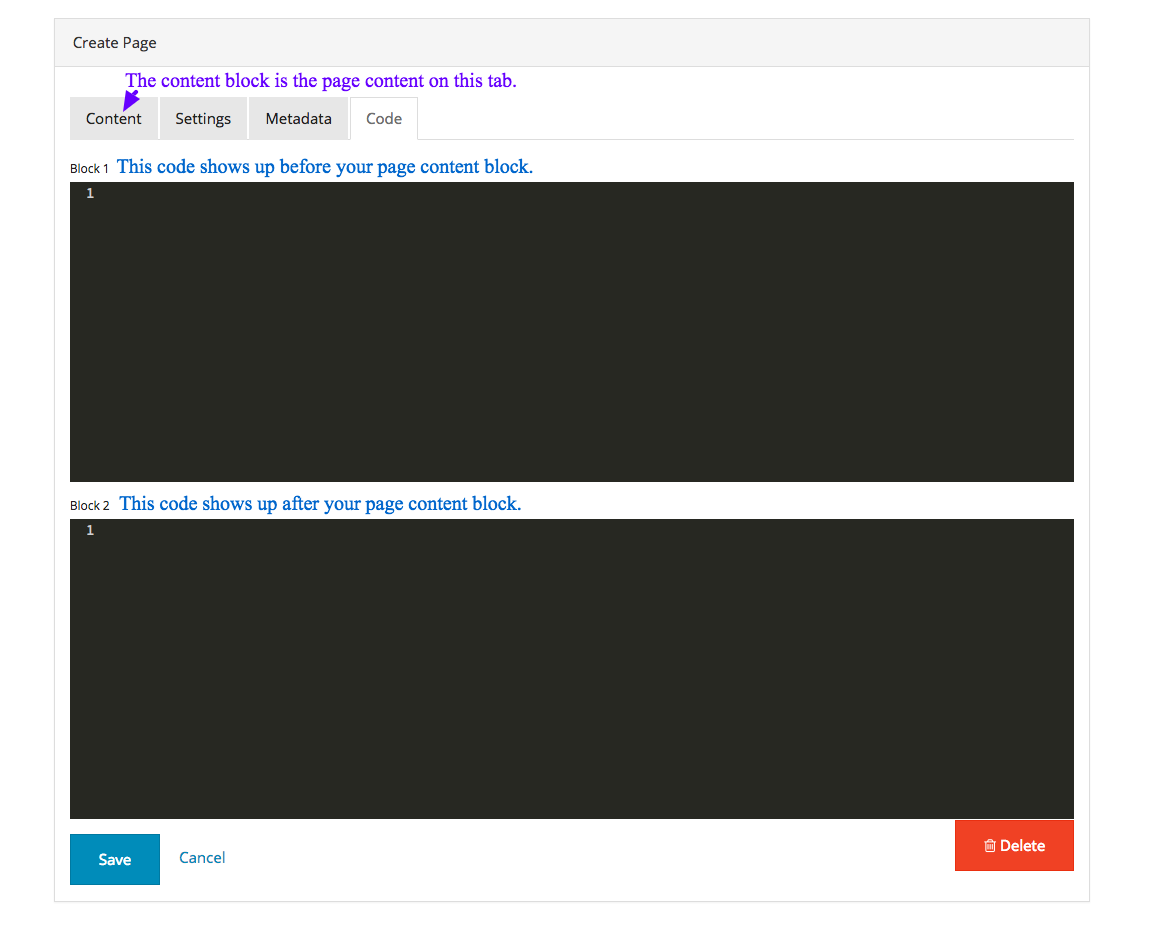 Create Page
The content block is the page content on this tab.
Content Settings Metadata Code
Block 1 This code shows up before your page content block.
1
Block 2 This code shows up after your page content block.
1
Save Cancel Delete